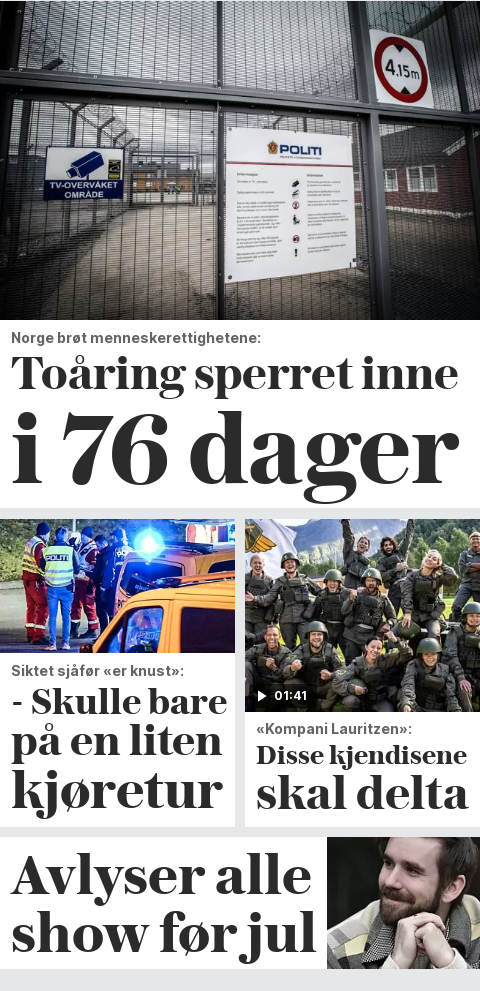 4.15m
POLITI
TV-OVERVÅKET
OMRÅDE
Norge brøt menneskerettighetene:
Toåring sperret inne
i 76 dager
POLITI
Siktet sjåfør «er knust»:
- Skulle bare
på en liten
kjøretur
01:41
«Kompani Lauritzen»:
Disse kjendisene
skal delta
Avlyser alle
show før jul